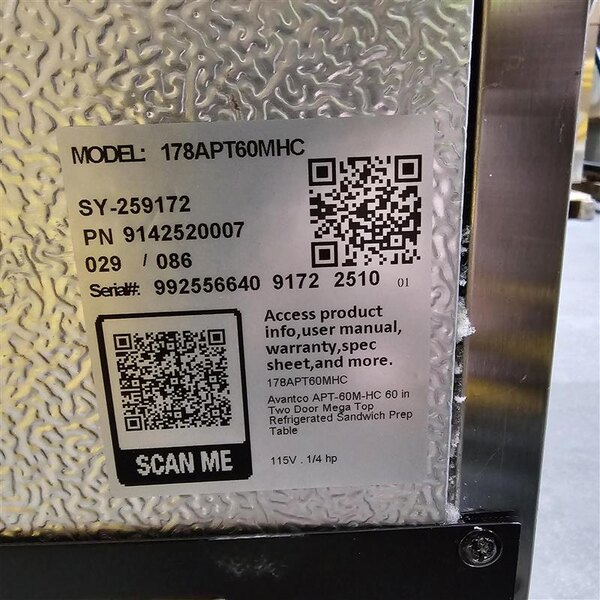 MODEL: 178APT60MHC
SY-259172
PN 9142520007
029 / 086
Serial#: 992556640 9172 2510 01
Access product
info,user manual,
warranty,spec
sheet,and more.
178APT60MHC
Avantco APT-60M-HC 60 in
Two Door Mega Top
Refrigerated Sandwich Prep
Table
115V . 1/4 hp
SCAN ME